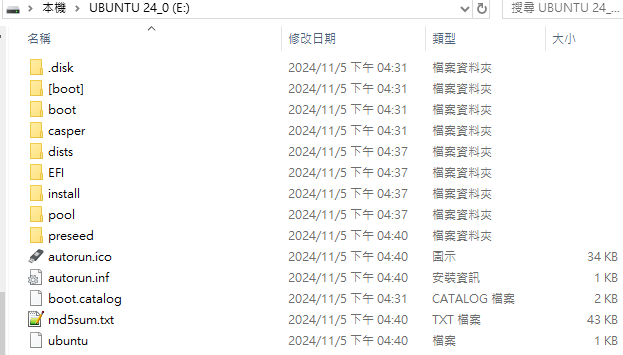 本機 > UBUNTU 24_0 (E:)
搜尋 UBUNTU 24_...
名稱 修改日期 類型 大小
.disk 2024/11/5 下午 04:31 檔案資料夾
[boot] 2024/11/5 下午 04:31 檔案資料夾
boot 2024/11/5 下午 04:31 檔案資料夾
casper 2024/11/5 下午 04:31 檔案資料夾
dists 2024/11/5 下午 04:37 檔案資料夾
EFI 2024/11/5 下午 04:37 檔案資料夾
install 2024/11/5 下午 04:37 檔案資料夾
pool 2024/11/5 下午 04:37 檔案資料夾
preseed 2024/11/5 下午 04:40 檔案資料夾
autorun.ico 2024/11/5 下午 04:40 圖示 34 KB
autorun.inf 2024/11/5 下午 04:40 安裝資訊 1 KB
boot.catalog 2024/11/5 下午 04:31 CATALOG 檔案 2 KB
md5sum.txt 2024/11/5 下午 04:40 TXT 檔案 43 KB
ubuntu 2024/11/5 下午 04:40 檔案 1 KB